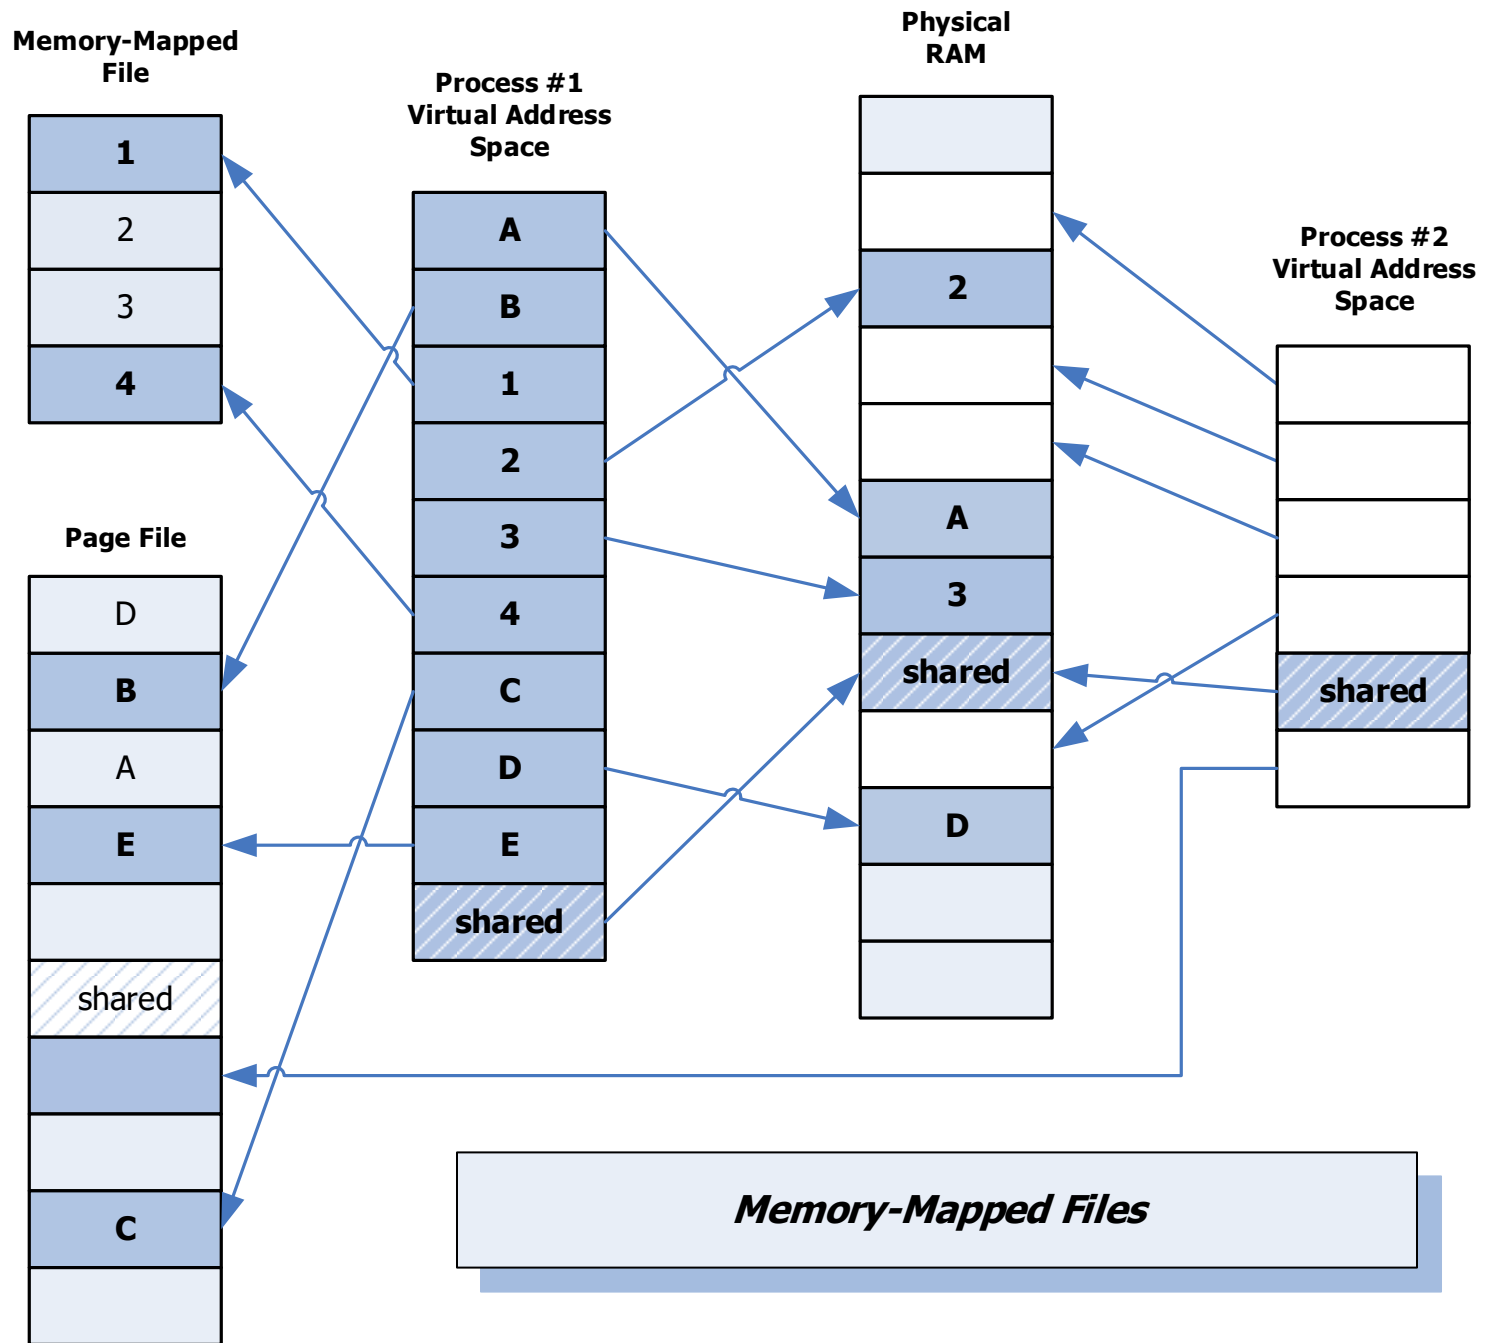 Memory-Mapped
File
1
2
3
4
Page File
D
B
A
E
shared
C
Process #1
Virtual Address
Space
A
B
1
2
3
4
C
D
E
shared
Physical
RAM
2
A
3
shared
D
Process #2
Virtual Address
Space
shared
Memory-Mapped Files